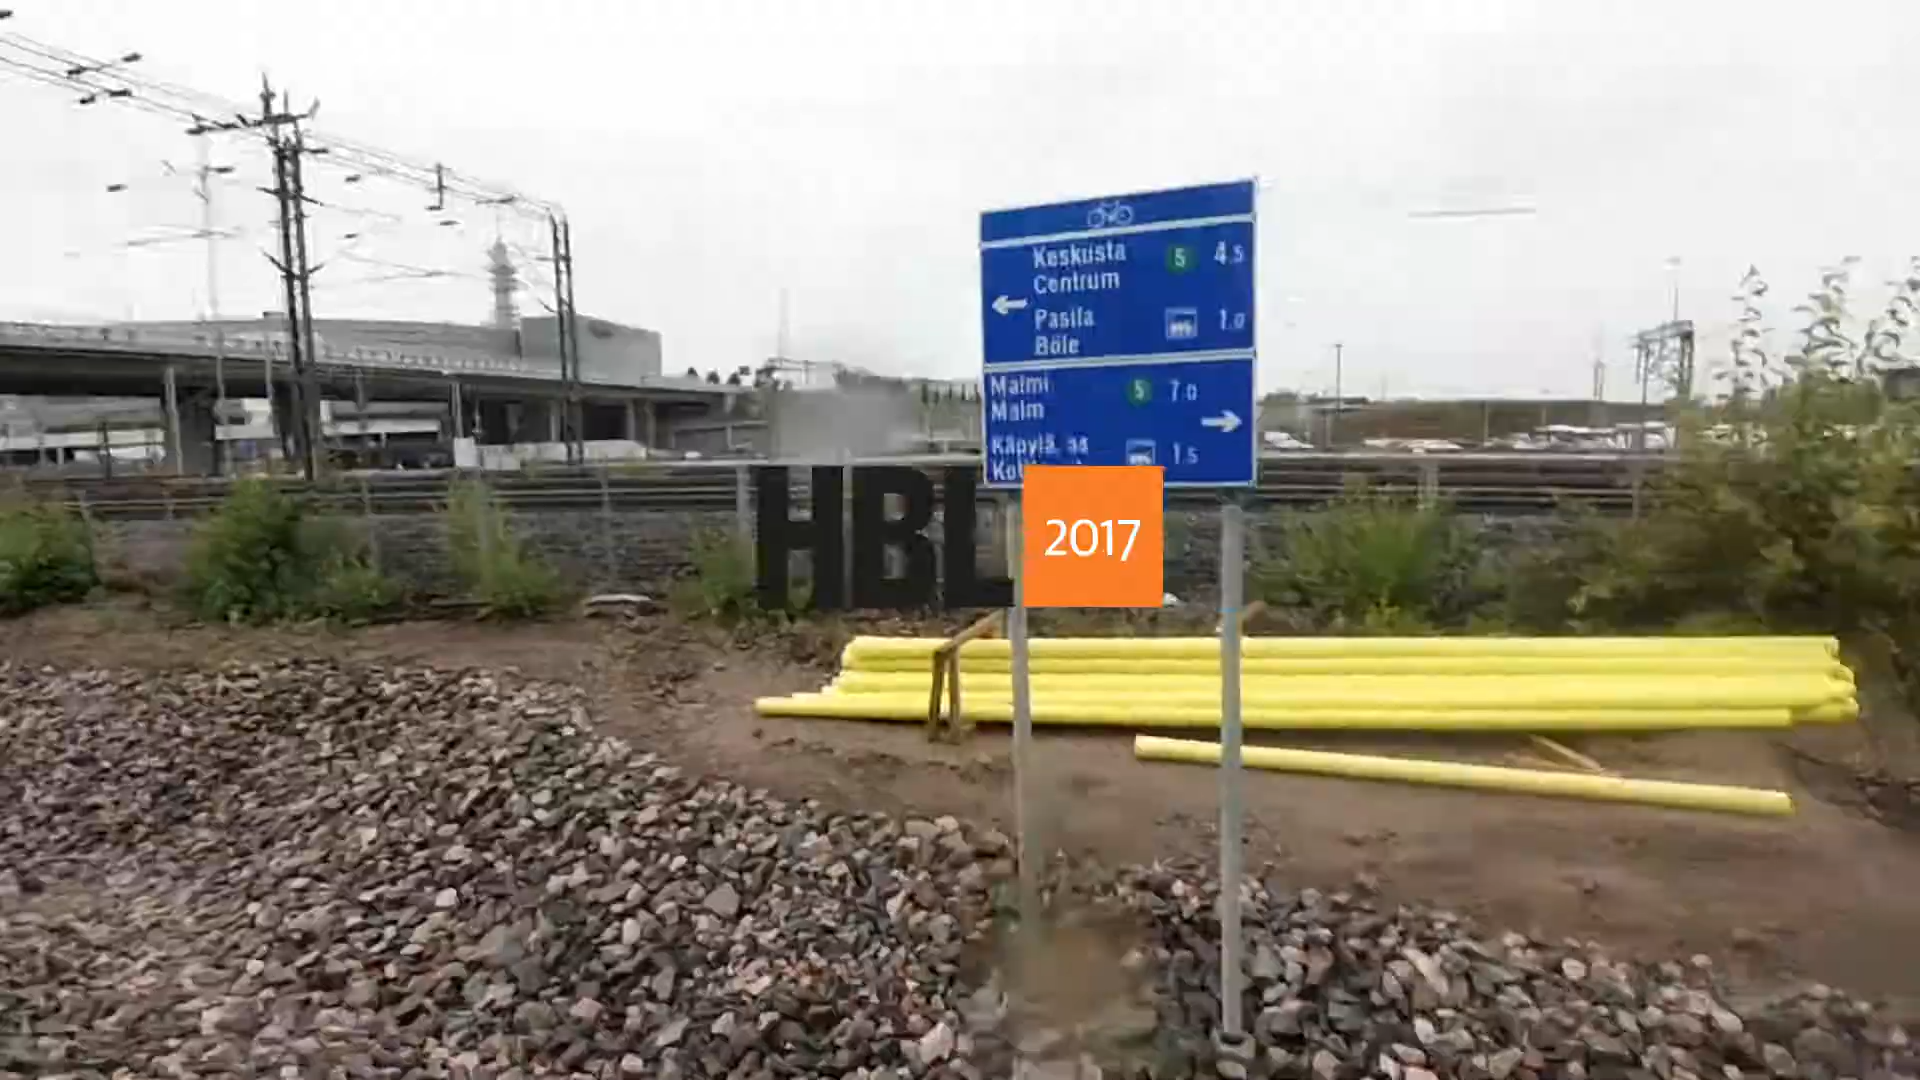 Keskusta 5 4.5
Centrum
Pasila 1.0
Böle
Malmi 5 7.0
Malm
Käpylä as 1.5
HBL 2017